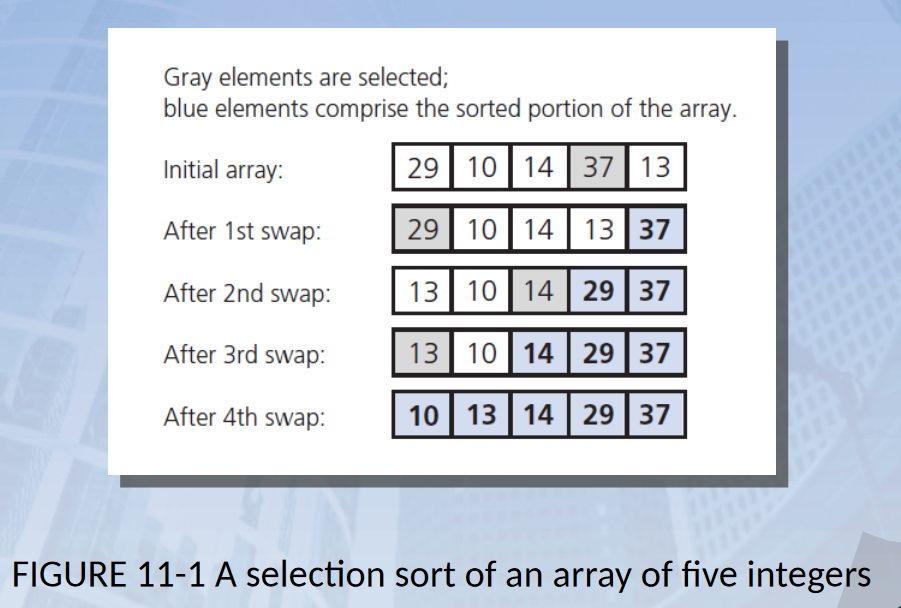 Gray elements are selected;
blue elements comprise the sorted portion of the array.
Initial array: 29 10 14 37 13
After 1st swap: 29 10 14 13 37
After 2nd swap: 13 10 14 29 37
After 3rd swap: 13 10 14 29 37
After 4th swap: 10 13 14 29 37
FIGURE 11-1 A selection sort of an array of five integers